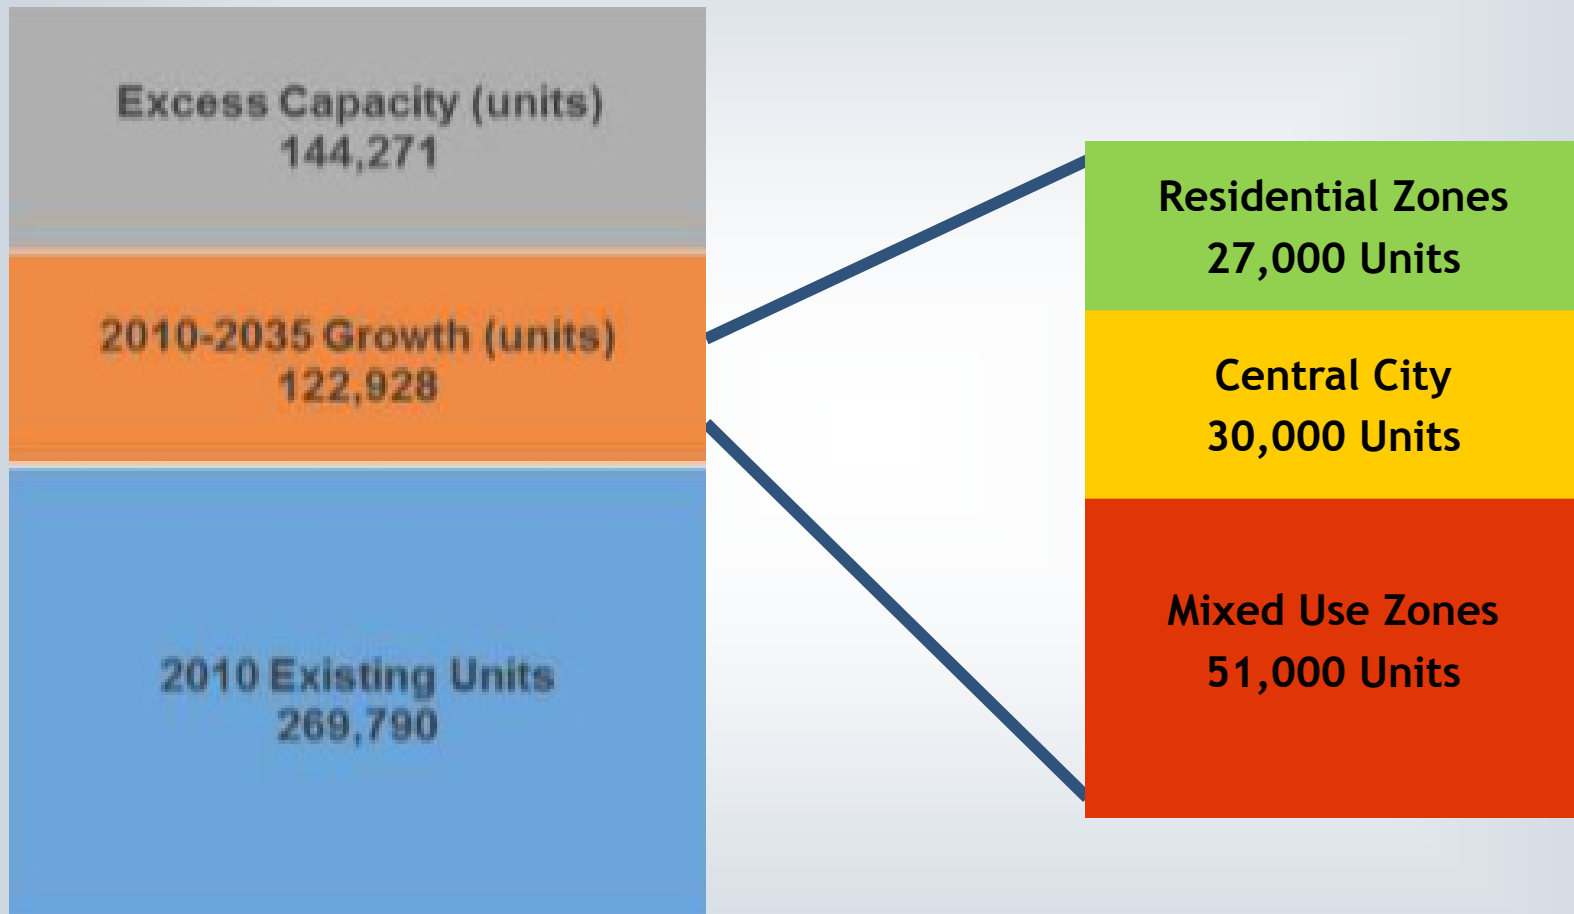 Excess Capacity (units)
144,271
2010-2035 Growth (units)
122,928
2010 Existing Units
269,790
Residential Zones
27,000 Units
Central City
30,000 Units
Mixed Use Zones
51,000 Units